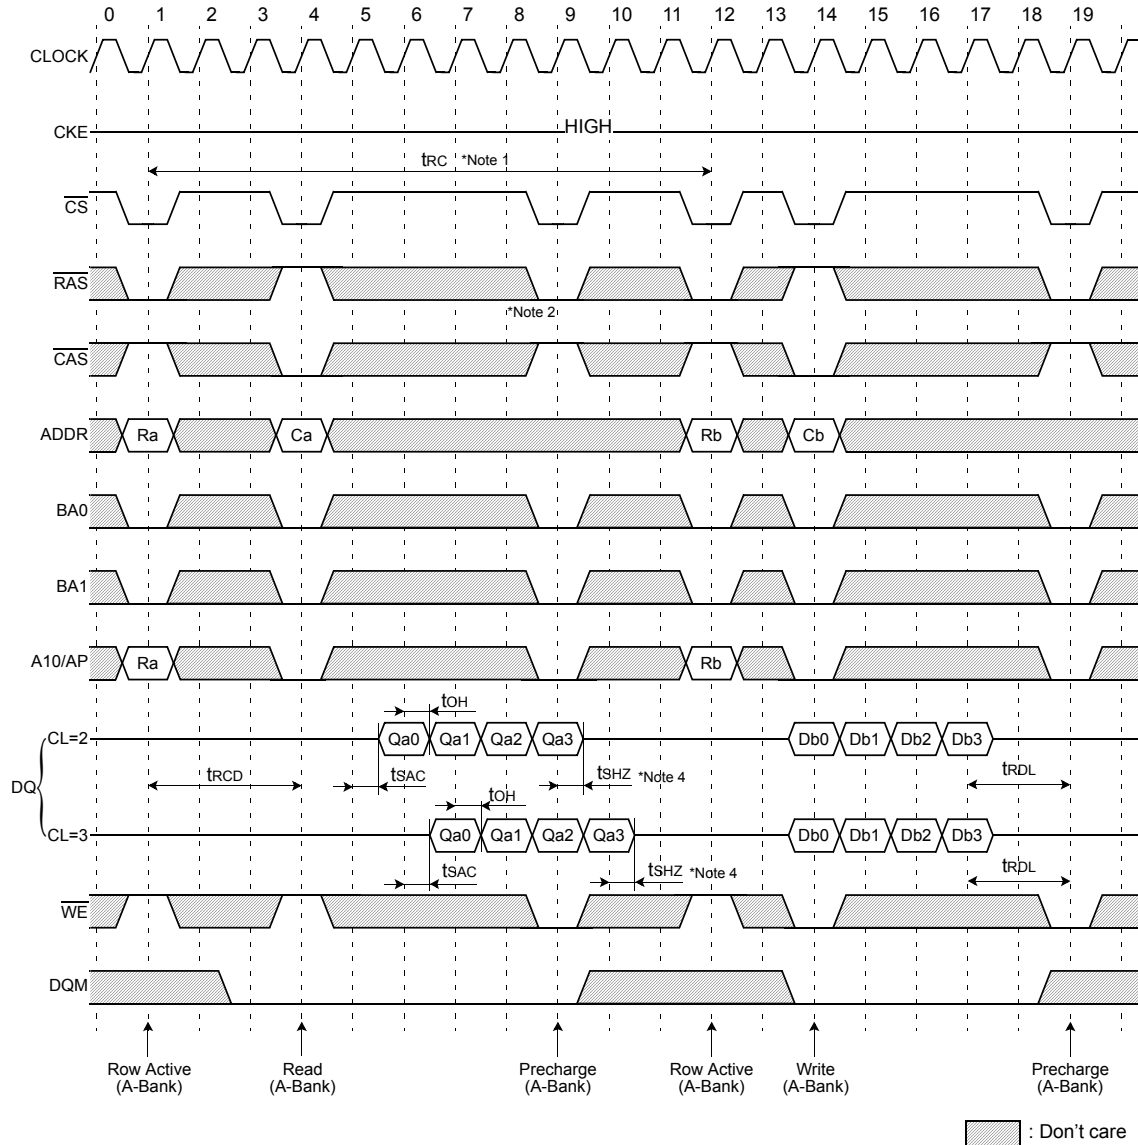 0 1 2 3 4 5 6 7 8 9 10 11 12 13 14 15 16 17 18 19
CLOCK
CKE HIGH
tRC *Note 1
CS
RAS
*Note 2
CAS
ADDR Ra Ca Rb Cb
BA0
BA1
A10/AP Ra Rb
tOH
CL=2 Qa0 Qa1 Qa2 Qa3 Db0 Db1 Db2 Db3
tRCD tSAC tSHZ *Note 4 tRDL
DQ
tOH
CL=3 Qa0 Qa1 Qa2 Qa3 Db0 Db1 Db2 Db3
tSAC tSHZ *Note 4 tRDL
WE
DQM
Row Active Read Precharge Row Active Write Precharge
(A-Bank) (A-Bank) (A-Bank) (A-Bank) (A-Bank) (A-Bank)
: Don't care